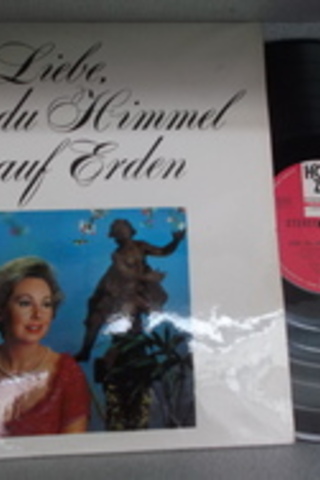 Liebe,
du Himmel
auf Erden